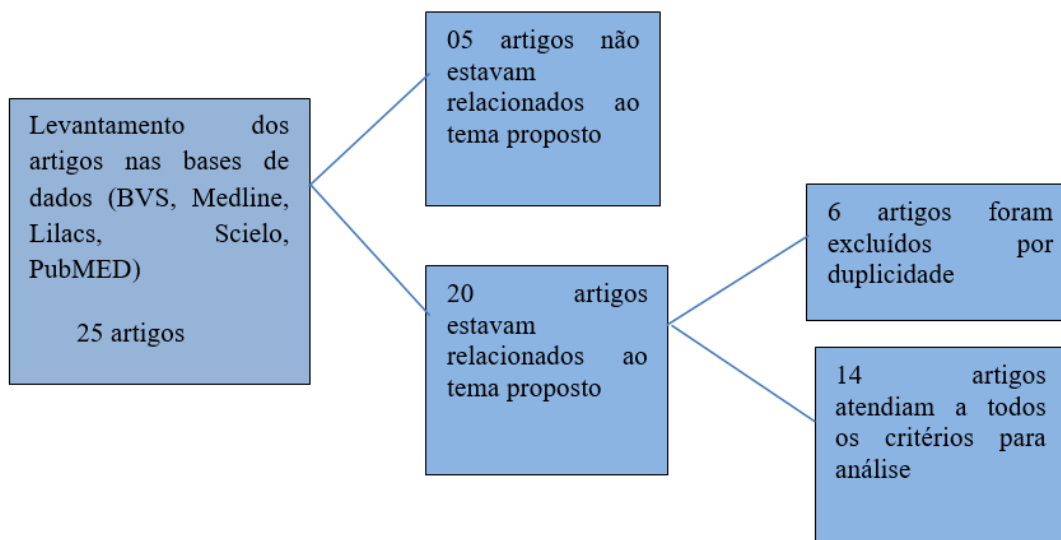 Levantamento dos
artigos nas bases de
dados (BVS, Medline,
Lilacs, Scielo,
PubMED)
25 artigos
05 artigos não
estavam
relacionados ao
tema proposto
20 artigos
estavam
relacionados ao
tema proposto
6 artigos foram
excluídos por
duplicidade
14 artigos
atendiam a todos
os critérios para
análise